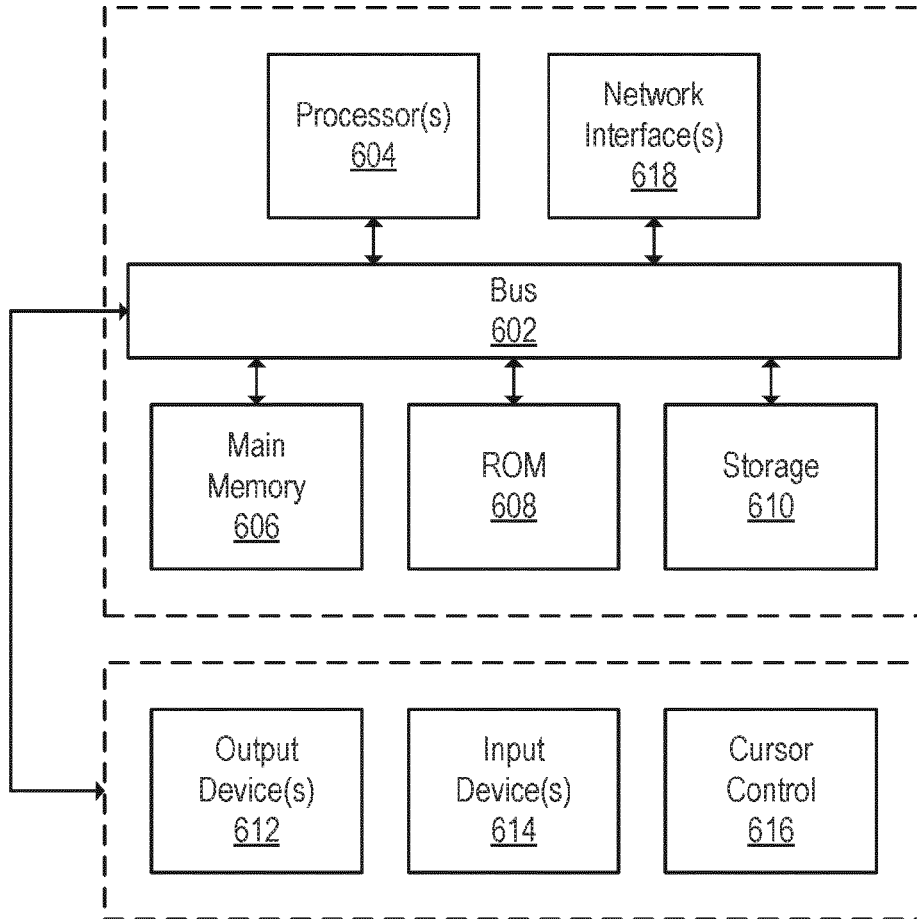 Processor(s)
604
Network
Interface(s)
618
Bus
602
Main
Memory
606
ROM
608
Storage
610
Output
Device(s)
612
Input
Device(s)
614
Cursor
Control
616